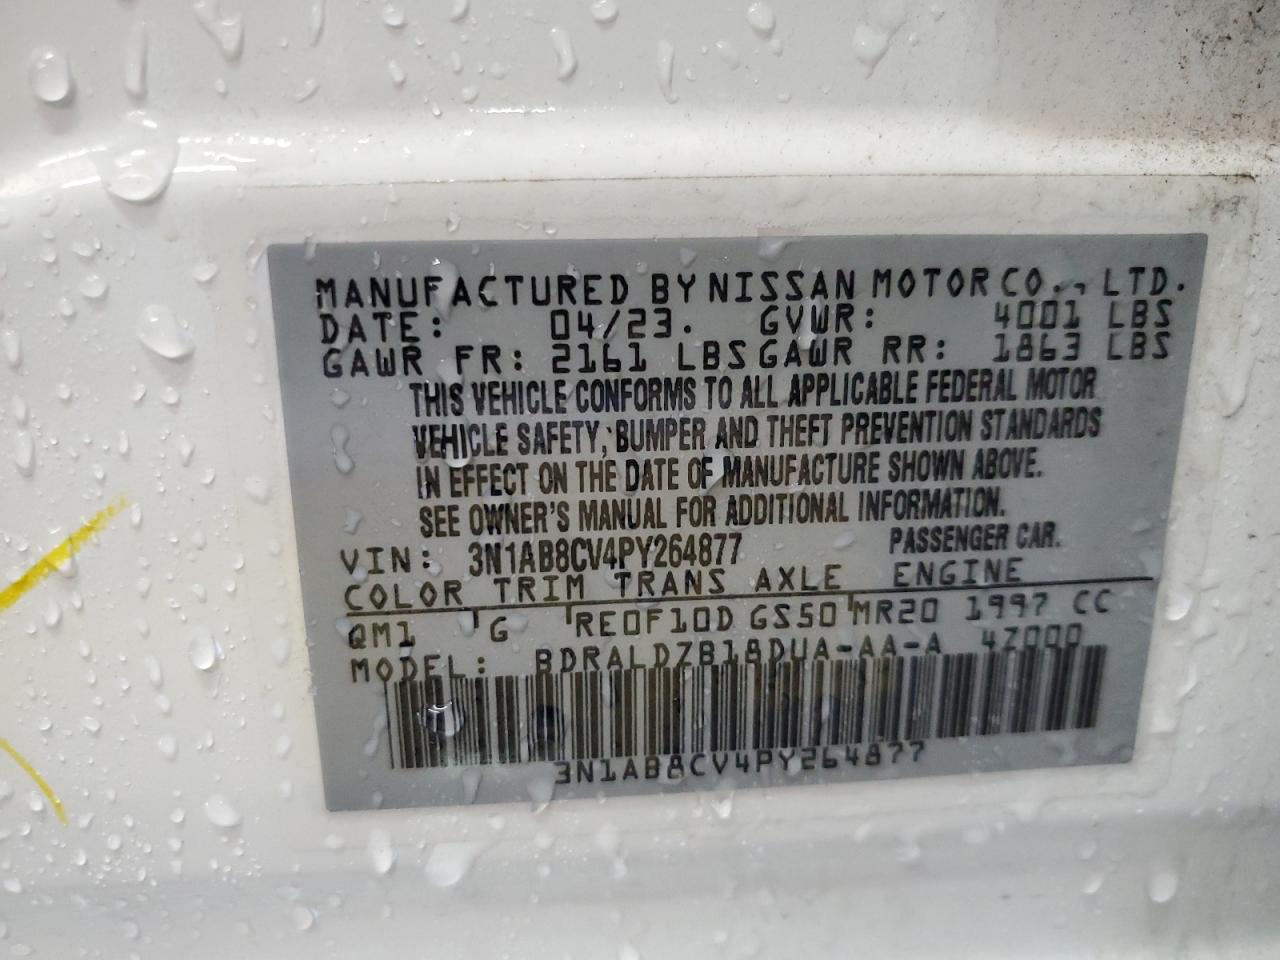 MANUFACTURED BY NISSAN MOTOR CO., LTD.
DATE: 04/23. GVWR: 4001 LBS
GAWR FR: 2161 LBS GAWR RR: 1863 LBS
THIS VEHICLE CONFORMS TO ALL APPLICABLE FEDERAL MOTOR
VEHICLE SAFETY, BUMPER AND THEFT PREVENTION STANDARDS
IN EFFECT ON THE DATE OF MANUFACTURE SHOWN ABOVE.
SEE OWNER'S MANUAL FOR ADDITIONAL INFORMATION.
VIN: 3N1AB8CV4PY264877 PASSENGER CAR.
COLOR TRIM TRANS AXLE ENGINE
QM1 G RE0F10D GS50 MR20 1997 CC
MODEL: BDRALDZB18DUA-AA-A 4Z000
3N1AB8CV4PY264877